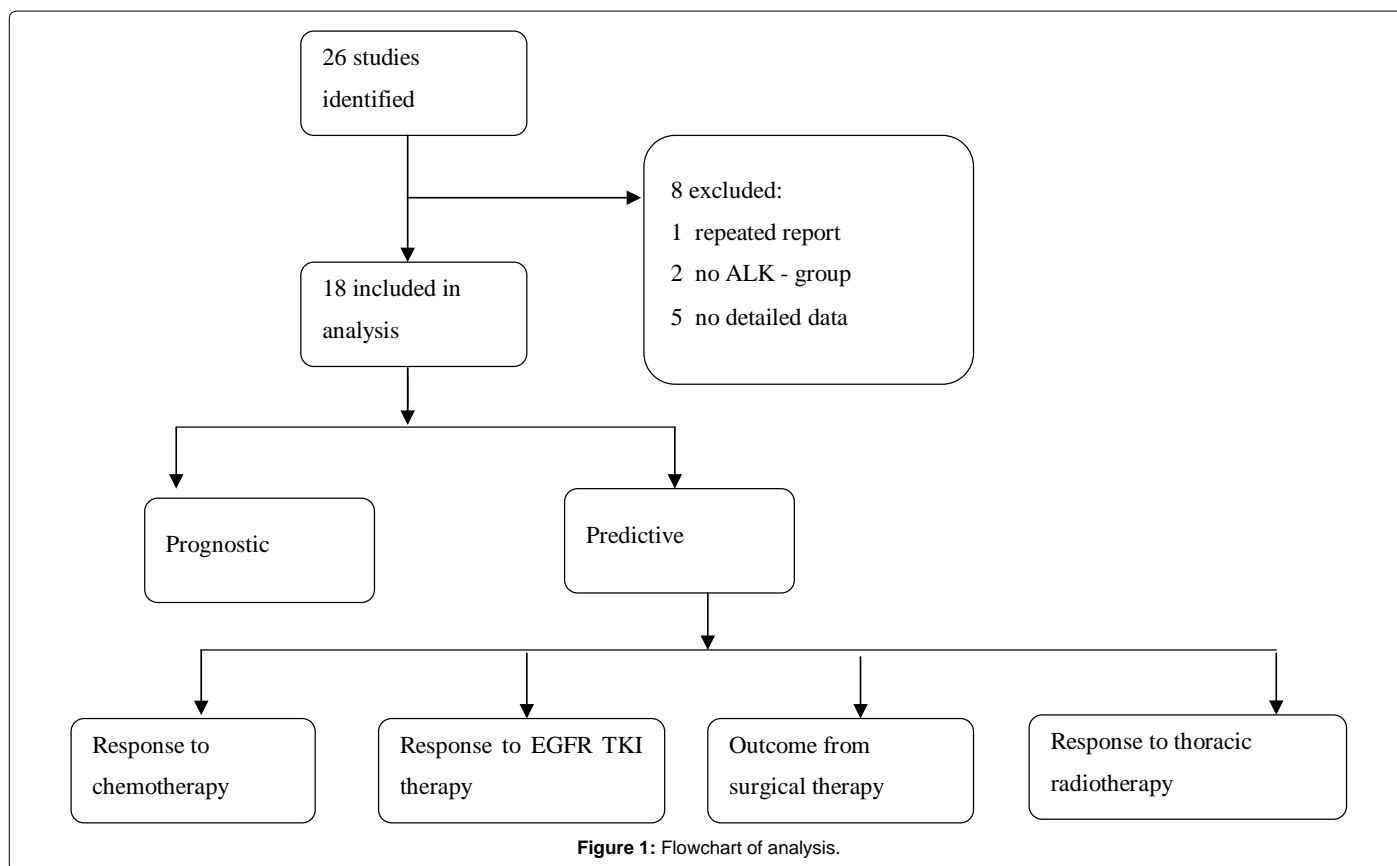 26 studies
identified
8 excluded:
1 repeated report
2 no ALK - group
5 no detailed data
18 included in
analysis
Prognostic
Predictive
Response to
chemotherapy
Response to EGFR TKI
therapy
Outcome from
surgical therapy
Response to thoracic
radiotherapy
Figure 1: Flowchart of analysis.